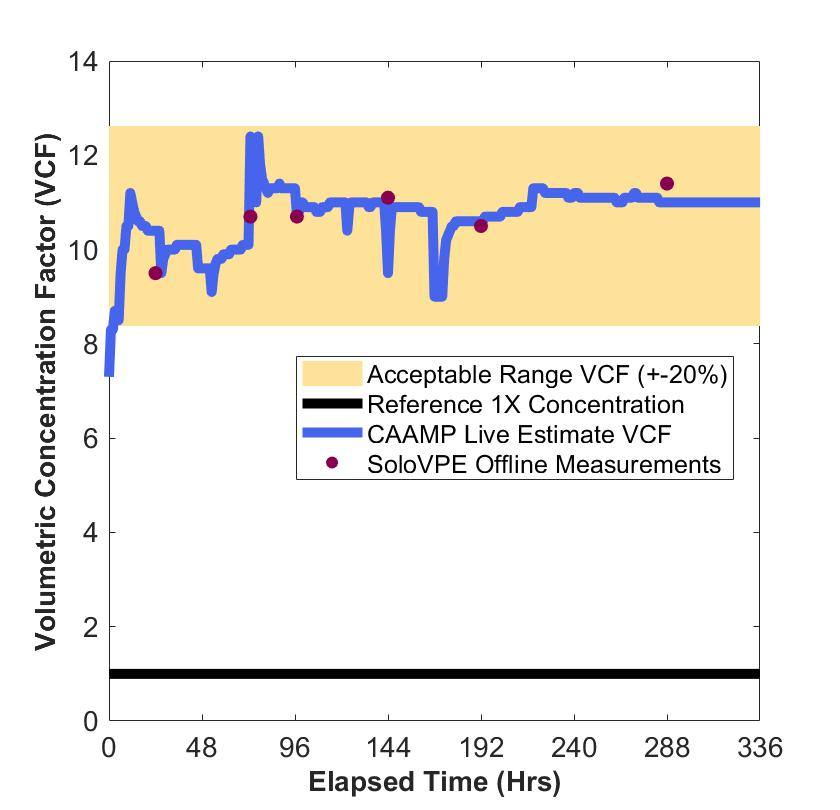 14
12
10
8
6
4
2
0
Volumetric Concentration Factor (VCF)
Acceptable Range VCF (+-20%)
Reference 1X Concentration
CAAMP Live Estimate VCF
SoloVPE Offline Measurements
0 48 96 144 192 240 288 336
Elapsed Time (Hrs)